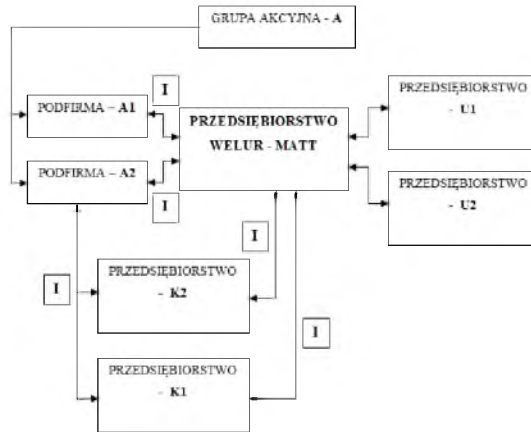 GRUPA AKCYJNA - A
I
PODFIRMA – A1
PODFIRMA – A2
I
PRZEDSIĘBIORSTWO
WELUR - MATT
PRZEDSIĘBIORSTWO
- U1
PRZEDSIĘBIORSTWO
- U2
I
I
PRZEDSIĘBIORSTWO
- K2
I
PRZEDSIĘBIORSTWO
- K1